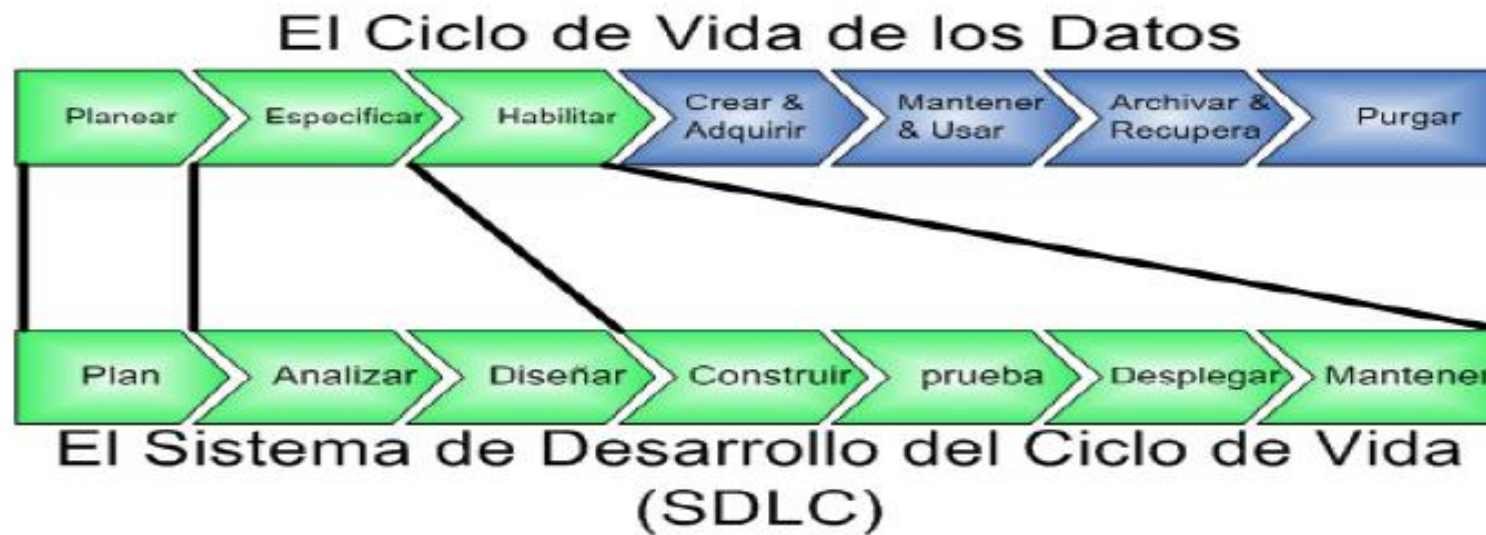 El Ciclo de Vida de los Datos
Planear
Especificar
Habilitar
Crear &
Adquirir
Mantener
& Usar
Archivar &
Recupera
Purgar
Plan
Analizar
Diseñar
Construir
prueba
Desplegar
Mantener
El Sistema de Desarrollo del Ciclo de Vida
(SDLC)